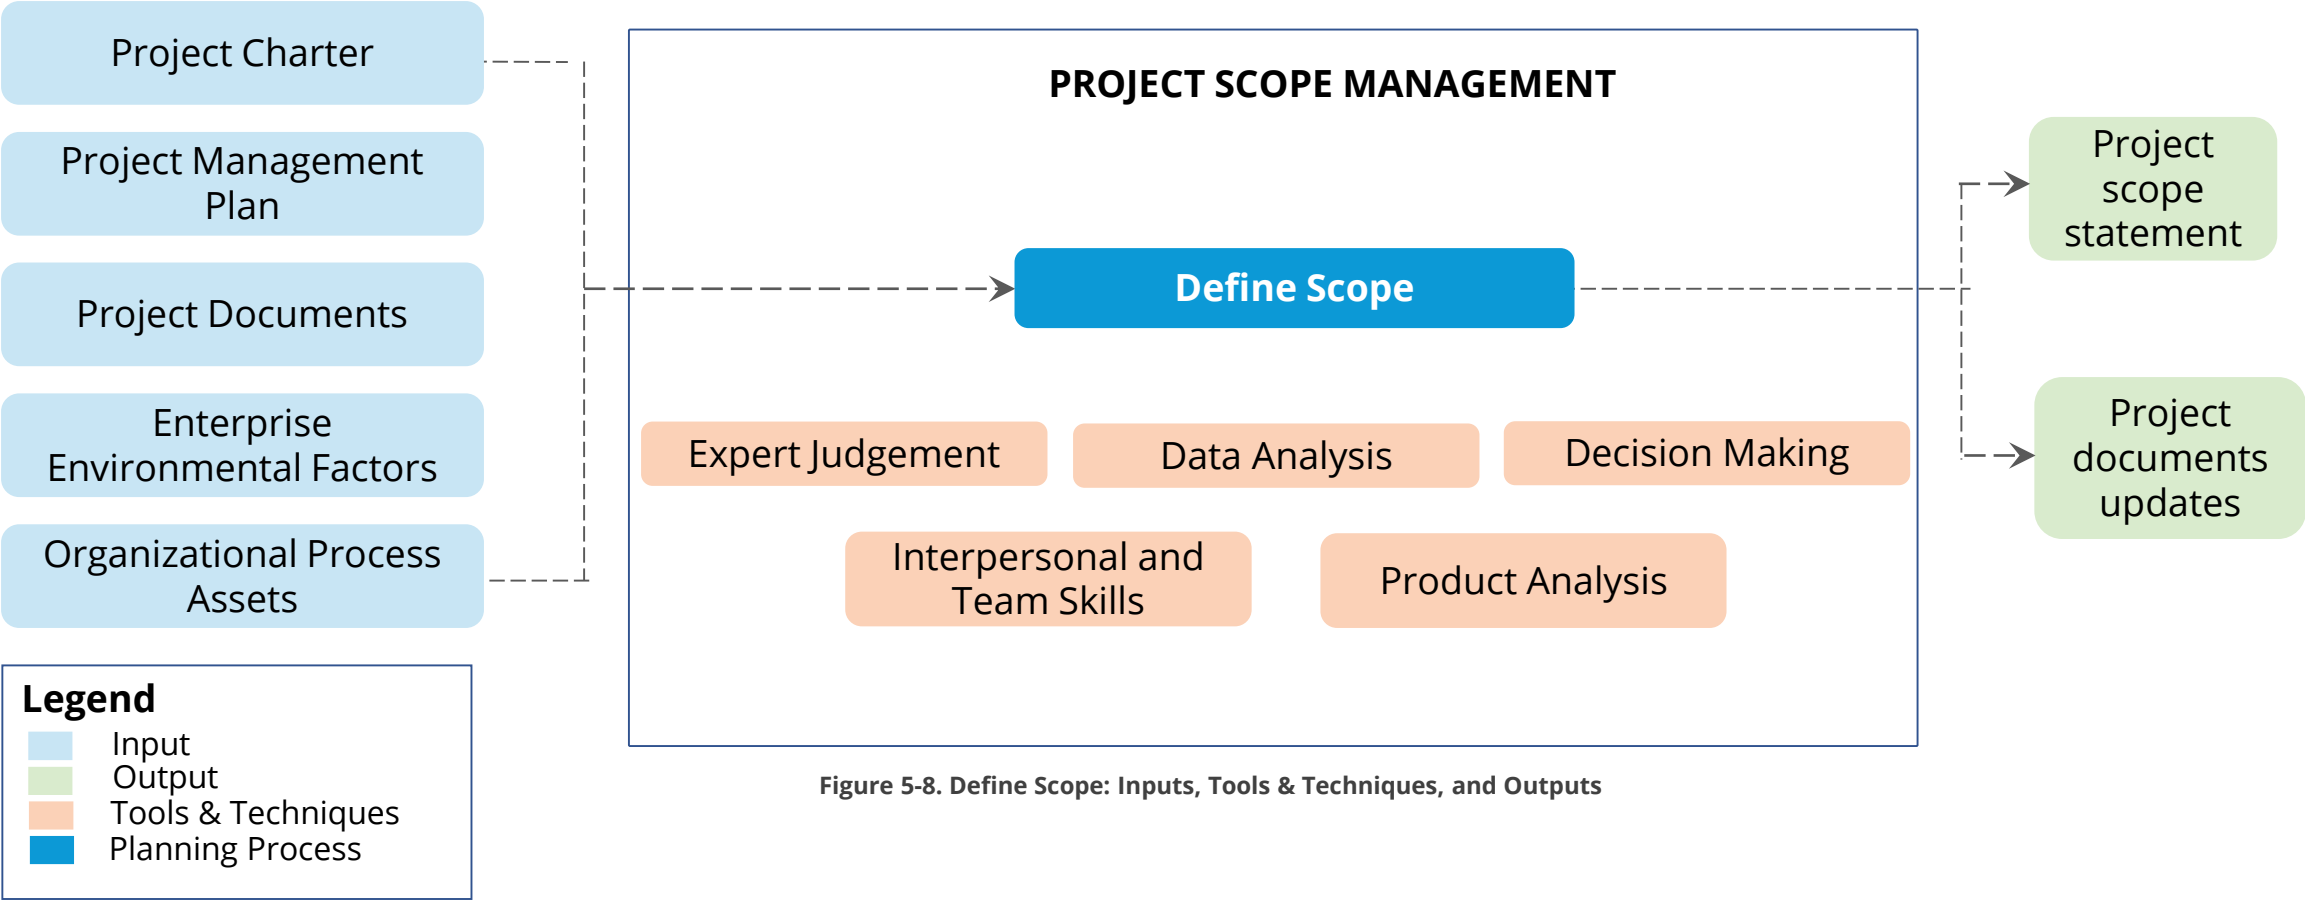 Project Charter
Project Management
Plan
Project Documents
Enterprise
Environmental Factors
Organizational Process
Assets
Legend
Input
Output
Tools & Techniques
Planning Process
PROJECT SCOPE MANAGEMENT
Define Scope
Expert Judgement
Data Analysis
Decision Making
Interpersonal and
Team Skills
Product Analysis
Project
scope
statement
Project
documents
updates
Figure 5-8. Define Scope: Inputs, Tools & Techniques, and Outputs